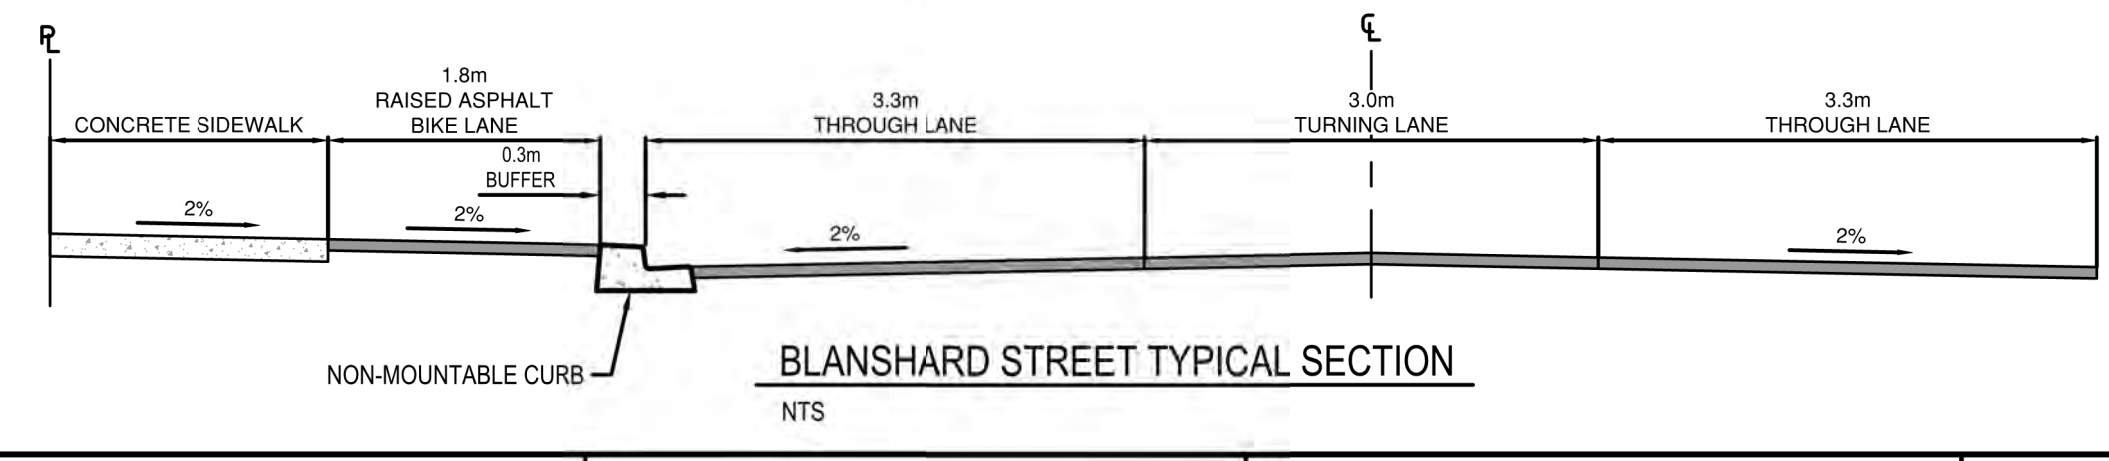 PL
CL
1.8m
RAISED ASPHALT
BIKE LANE
CONCRETE SIDEWALK
0.3m
BUFFER
3.3m
THROUGH LANE
3.0m
TURNING LANE
3.3m
THROUGH LANE
2%
2%
2%
2%
NON-MOUNTABLE CURB
BLANSHARD STREET TYPICAL SECTION
NTS